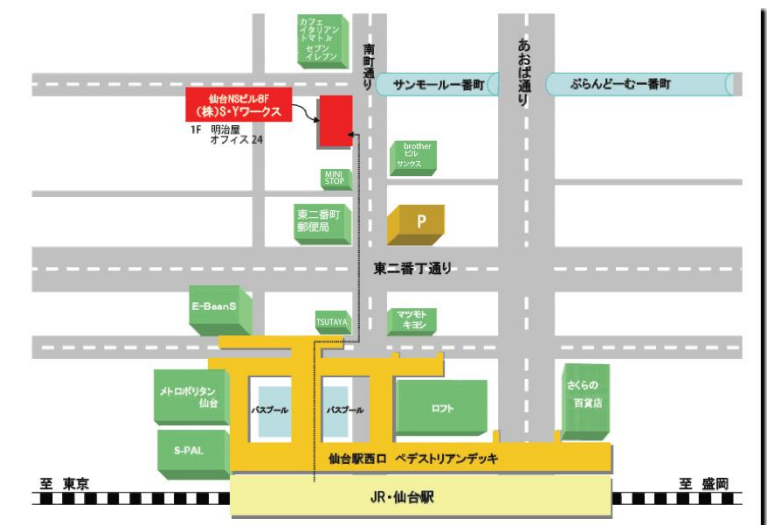 カフェ
イタリアン
トマトJr
セブン
イレブン
南町通り
サンモール一番町
あおば通り
ぶらんどーむ一番町
仙台NSビル8F
(株)S・Yワークス
1F 明治屋
オフィス24
brother
ビル
サンクス
MINI
STOP
東二番町
郵便局
P
東二番丁通り
E-BeanS
TSUTAYA
マツモト
キヨシ
メトロポリタン
仙台
バスプール
バスプール
ロフト
さくらの
百貨店
S-PAL
仙台駅西口 ペデストリアンデッキ
至 東京
至 盛岡
JR・仙台駅